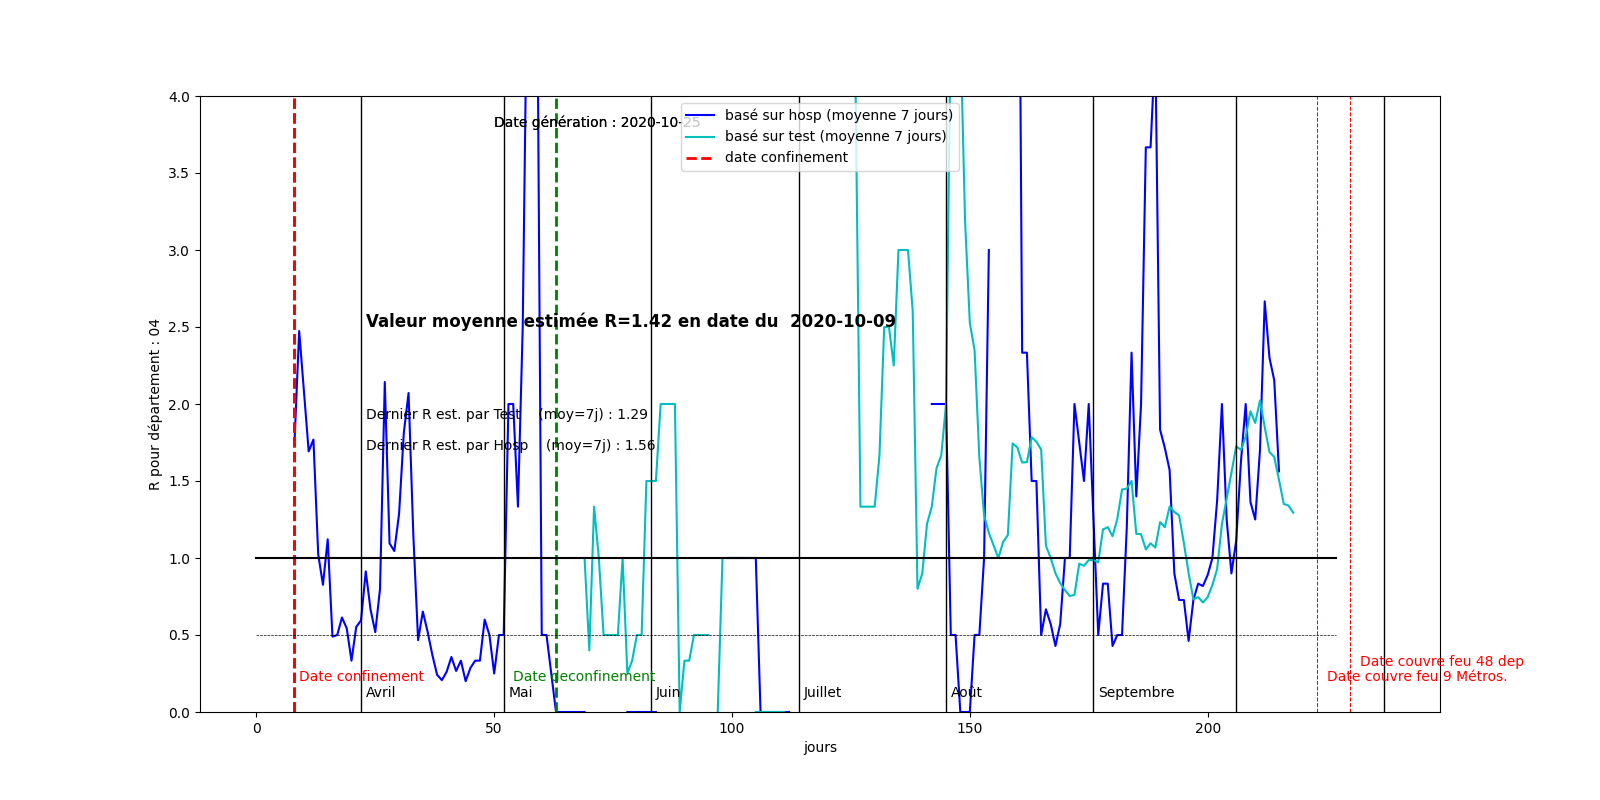 4.0
3.5
3.0
2.5
2.0
1.5
1.0
0.5
0.0
R pour département : 04
Date génération : 2020-10-25
basé sur hosp (moyenne 7 jours)
basé sur test (moyenne 7 jours)
date confinement
Valeur moyenne estimée R=1.42 en date du  2020-10-09
Dernier R est. par Test    (moy=7j) : 1.29
Dernier R est. par Hosp    (moy=7j) : 1.56
Date couvre feu 48 dep
Date confinement
Date deconfinement
Date couvre feu 9 Métros.
Avril
Mai
Juin
Juillet
Août
Septembre
0
50
100
150
200
jours